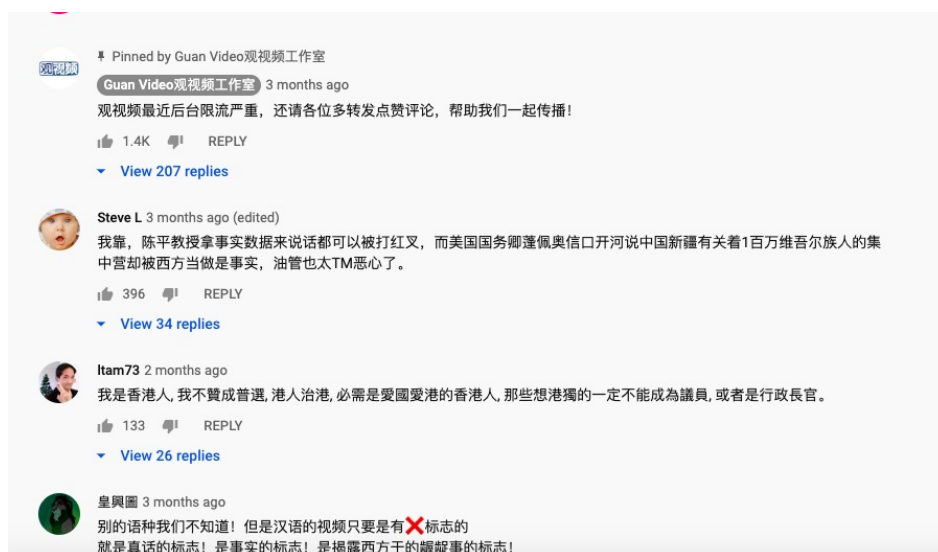 观视频
Pinned by Guan Video观视频工作室
Guan Video观视频工作室 3 months ago
观视频最近后台限流严重，还请各位多转发点赞评论，帮助我们一起传播！
1.4K REPLY
View 207 replies
Steve L 3 months ago (edited)
我靠，陈平教授拿事实数据来说话都可以被打红叉，而美国国务卿蓬佩奥信口开河说中国新疆有关着1百万维吾尔族人的集
中营却被西方当做是事实，油管也太TM恶心了。
396 REPLY
View 34 replies
ltam73 2 months ago
我是香港人, 我不贊成普選, 港人治港, 必需是愛國愛港的香港人, 那些想港獨的一定不能成為議員, 或者是行政長官。
133 REPLY
View 26 replies
皇興圖 3 months ago
别的语种我们不知道！但是汉语的视频只要是有❌标志的
就是真话的标志！是事实的标志！是揭露西方干的龌龊事的标志！